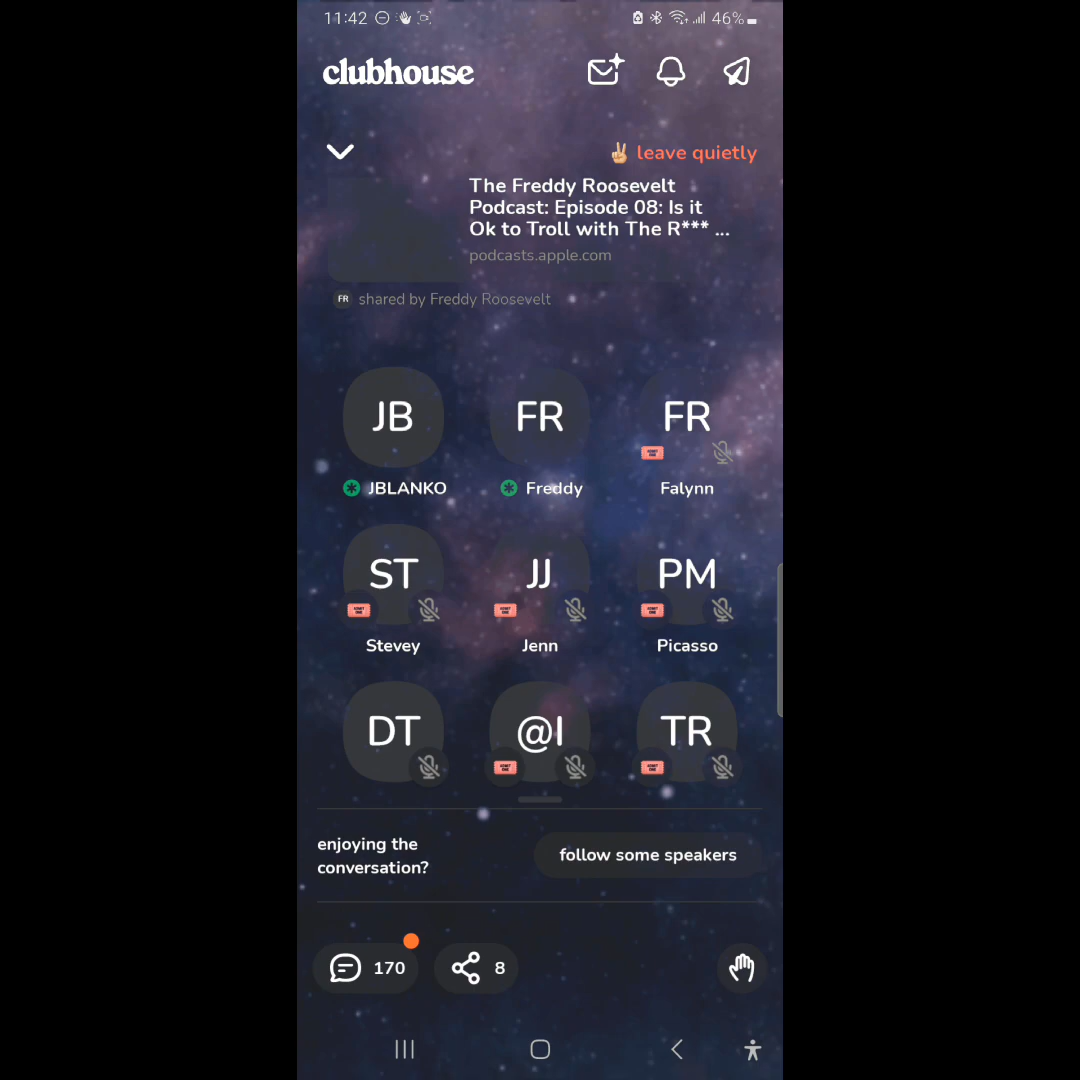 11:42
46%
clubhouse
leave quietly
The Freddy Roosevelt
Podcast: Episode 08: Is it
Ok to Troll with The R*** ...
podcasts.apple.com
FR shared by Freddy Roosevelt
JB FR FR
JBLANKO Freddy Falynn
ST JJ PM
Stevey Jenn Picasso
DT @I TR
enjoying the
conversation?
follow some speakers
170 8